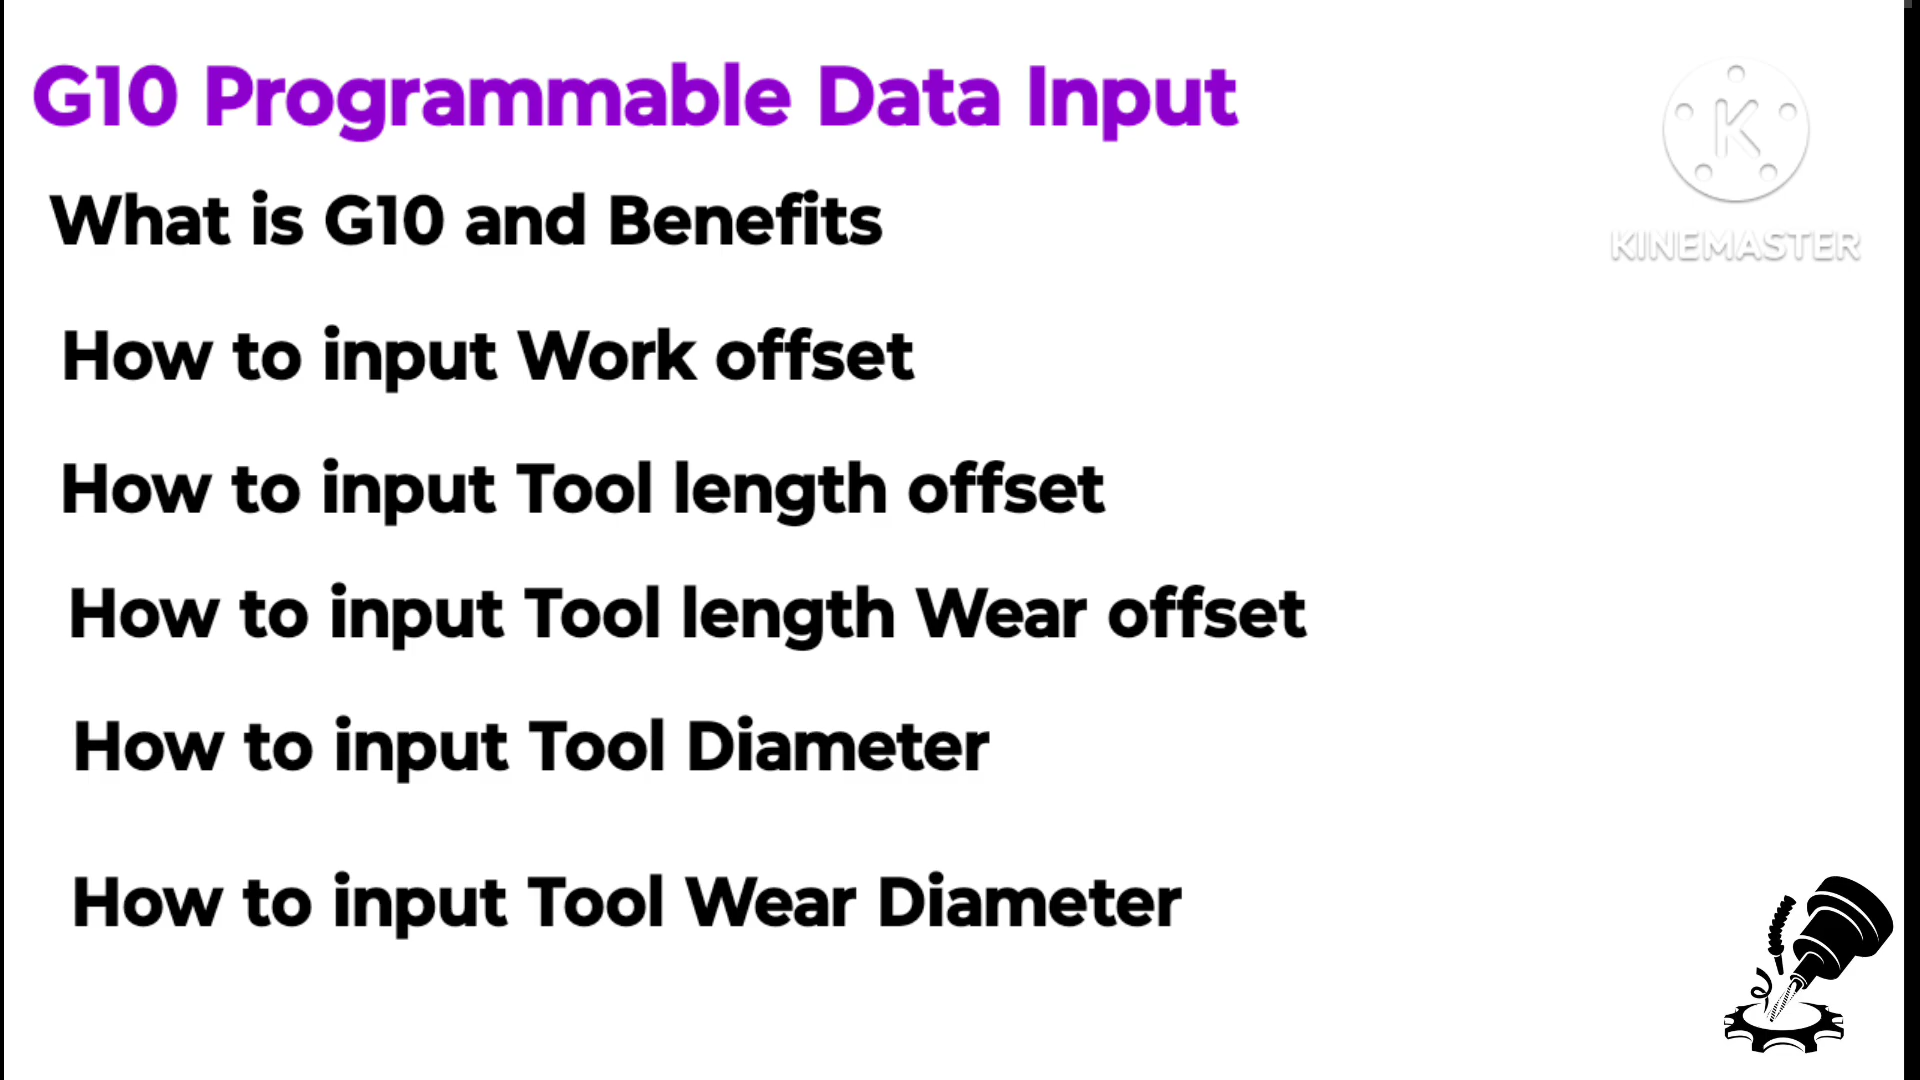 G10 Programmable Data Input
K
KINEMASTER
What is G10 and Benefits
How to input Work offset
How to input Tool length offset
How to input Tool length Wear offset
How to input Tool Diameter
How to input Tool Wear Diameter